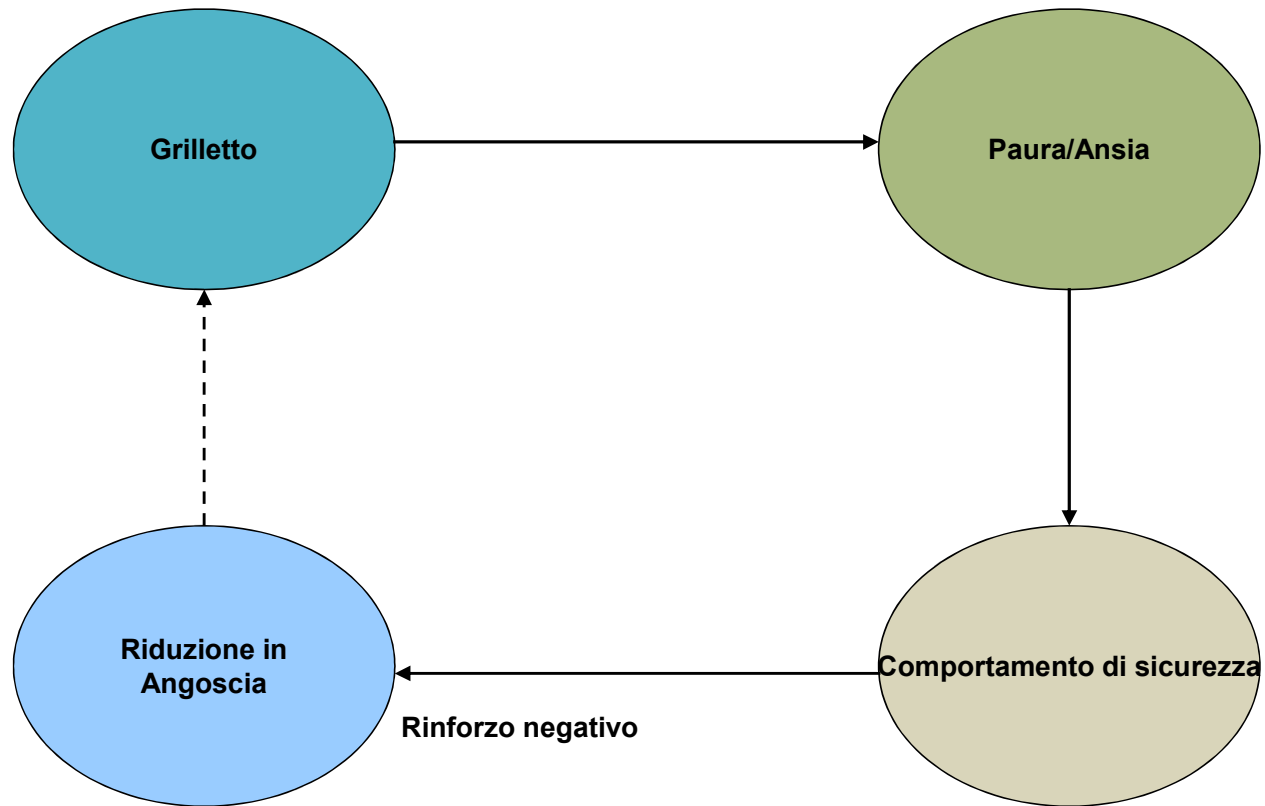 Grilletto
Paura/Ansia
Riduzione in
Angoscia
Comportamento di sicurezza
Rinforzo negativo